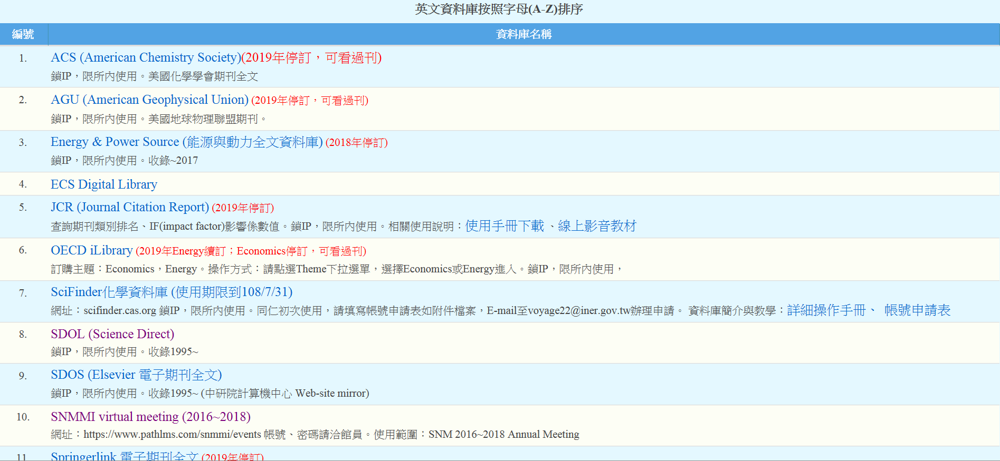 英文資料庫按照字母(A-Z)排序
編號 資料庫名稱
1. ACS (American Chemistry Society)(2019年停訂，可看過刊)
鎖IP，限所內使用。美國化學學會期刊全文
2. AGU (American Geophysical Union) (2019年停訂，可看過刊)
鎖IP，限所內使用。美國地球物理聯盟期刊。
3. Energy & Power Source (能源與動力全文資料庫) (2018年停訂)
鎖IP，限所內使用。收錄~2017
4. ECS Digital Library
5. JCR (Journal Citation Report) (2019年停訂)
查詢期刊類別排名、IF(impact factor)影響係數值。鎖IP，限所內使用。相關使用說明：使用手冊下載 、線上影音教材
6. OECD iLibrary (2019年Energy續訂；Economics停訂，可看過刊)
訂購主題：Economics，Energy。操作方式：請點選Theme下拉選單，選擇Economics或Energy進入。鎖IP，限所內使用，
7. SciFinder化學資料庫 (使用期限到108/7/31)
網址：scifinder.cas.org 鎖IP，限所內使用。同仁初次使用，請填寫帳號申請表如附件檔案，E-mail至voyage22@iner.gov.tw辦理申請。 資料庫簡介與教學：詳細操作手冊、 帳號申請表
8. SDOL (Science Direct)
鎖IP，限所內使用。收錄1995~
9. SDOS (Elsevier 電子期刊全文)
鎖IP，限所內使用。收錄1995~ (中研院計算機中心 Web-site mirror)
10. SNMMI virtual meeting (2016~2018)
網址：https://www.pathlms.com/snmmi/events 帳號、密碼請洽館員。使用範圍：SNM 2016~2018 Annual Meeting
11. Springerlink 電子期刊全文 (2019年停訂)